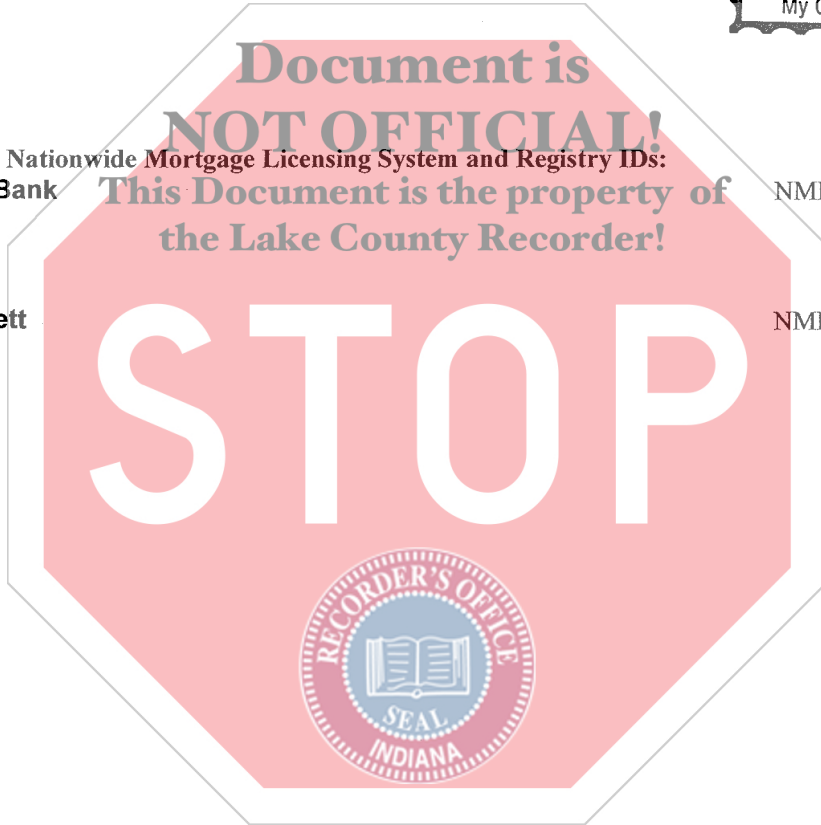 My
Document is
NOT OFFICIAL!
Nationwide Mortgage Licensing System and Registry IDs:
Bank
This Document is the property of
the Lake County Recorder!
ett
STOP
RECORDER'S OFFICE
SEAL
INDIANA